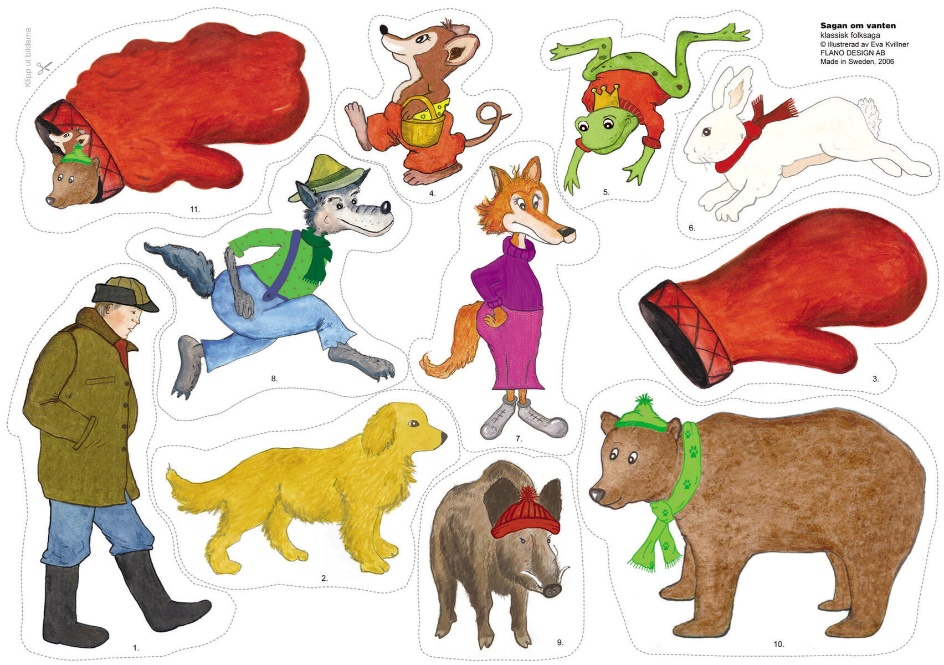 Klipp ut bilderna
Sagan om vanten
klassisk folksaga
© illustrerad av Eva Kvillner
FLANO DESIGN AB
Made in Sweden, 2006
11.
4.
5.
6.
8.
7.
3.
2.
1.
9.
10.